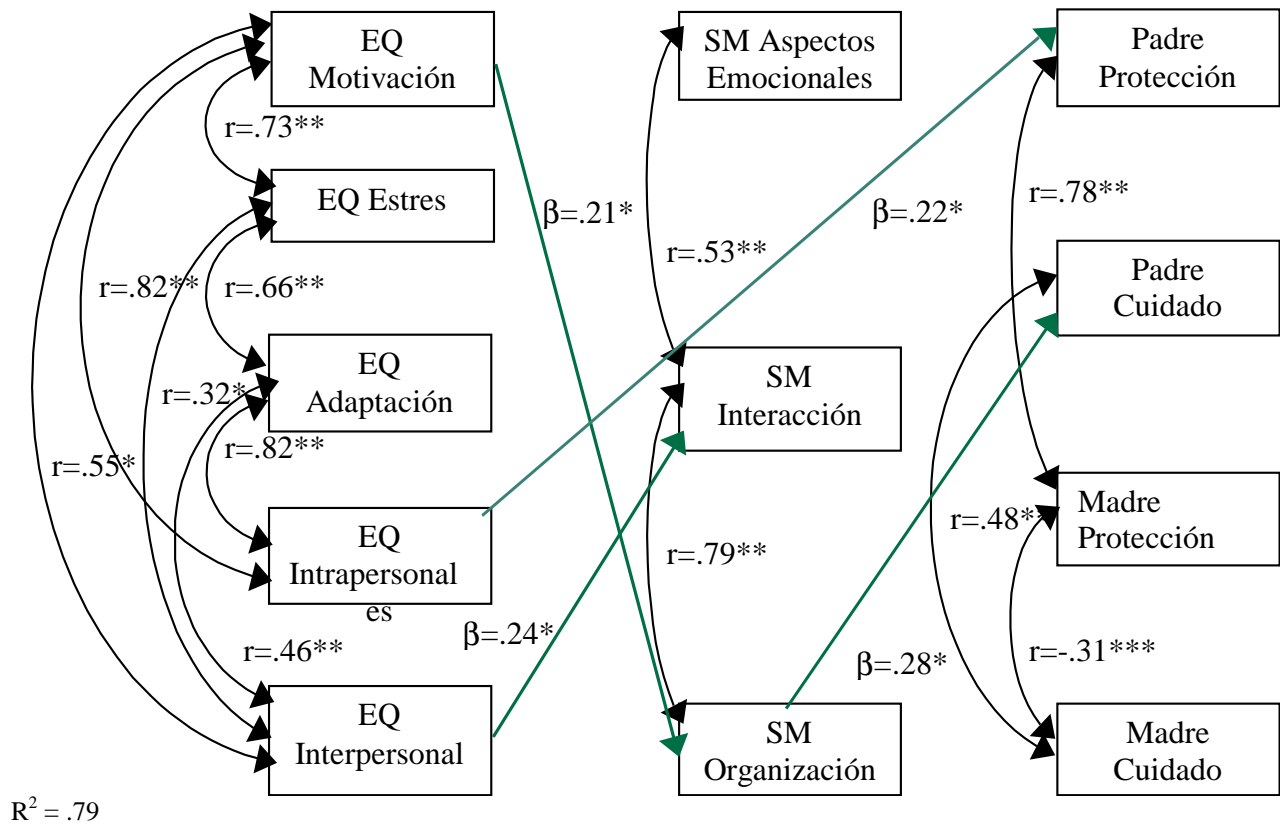 EQ
Motivación
r=.73**
EQ Estres
r=.82**
r=.66**
EQ
Adaptación
r=.32*
r=.82**
r=.55*
EQ
Intrapersonal
es
r=.46**
EQ
Interpersonal
R² = .79
β=.21*
β=.24*
SM Aspectos
Emocionales
r=.53**
SM
Interacción
r=.79**
SM
Organización
β=.22*
β=.28*
Padre
Protección
r=.78**
Padre
Cuidado
r=.48**
Madre
Protección
r=-.31***
Madre
Cuidado